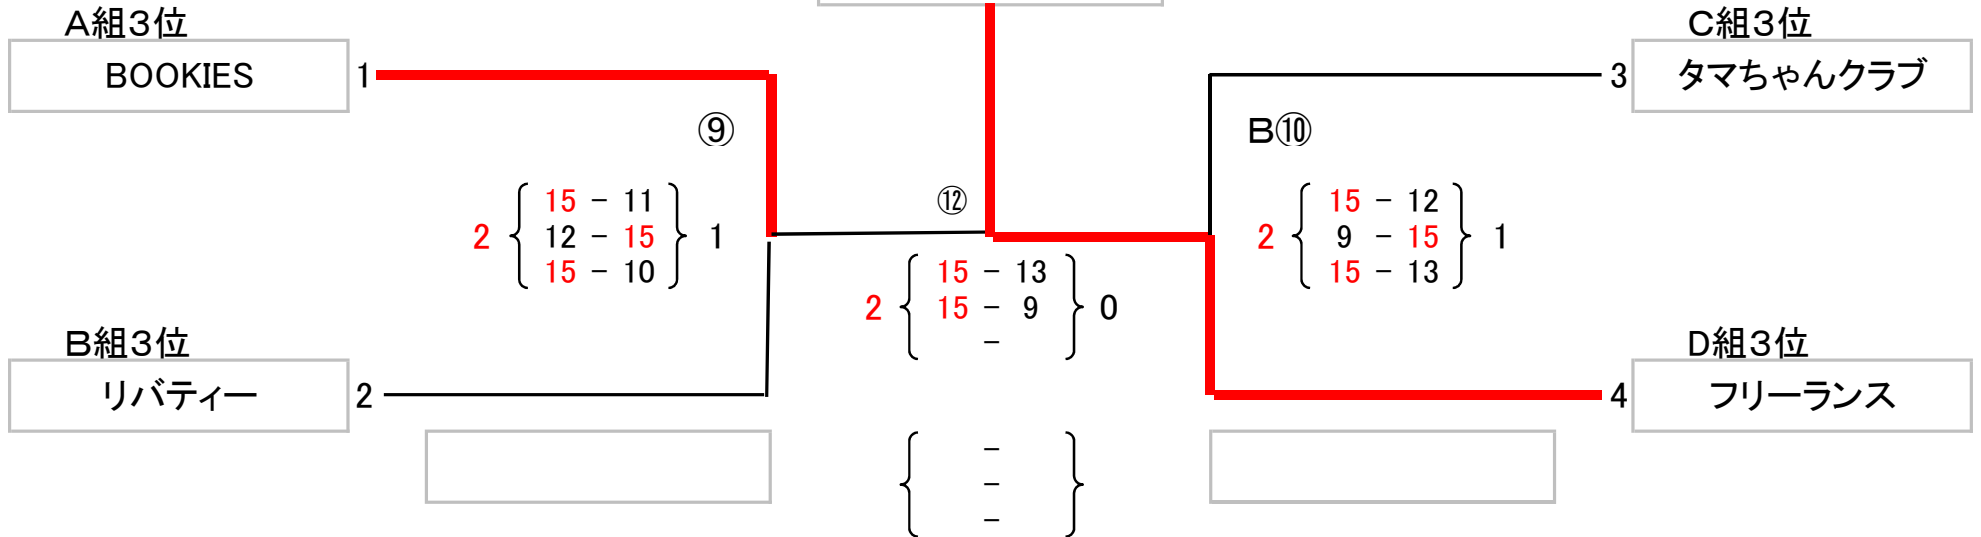 A組3位
C組3位
BOOKIES 1
3 タマちゃんクラブ
⑨
B⑩
15 - 11
2 12 - 15 1
15 - 10
⑫
15 - 12
2 9 - 15 1
15 - 13
15 - 13
2 15 - 9 0
-
B組3位
D組3位
リバティー 2
4 フリーランス
-
-
-